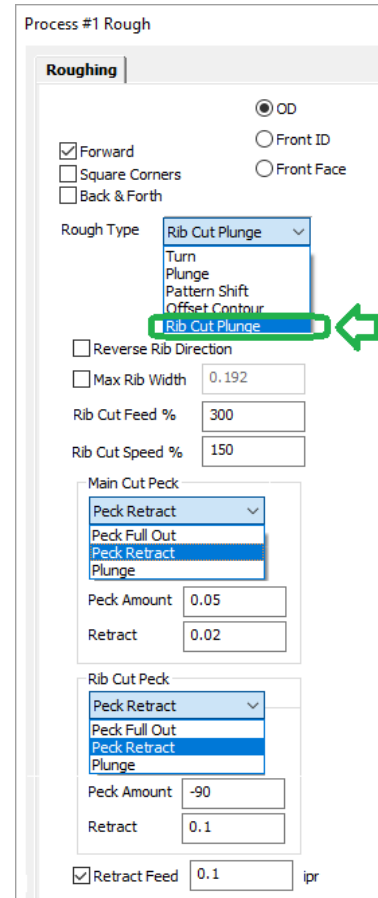 Process #1 Rough
Roughing
OD
Front ID
Forward
Front Face
Square Corners
Back & Forth
Rough Type Rib Cut Plunge
Turn
Plunge
Pattern Shift
Offset Contour
Rib Cut Plunge
Reverse Rib Direction
Max Rib Width 0.192
Rib Cut Feed % 300
Rib Cut Speed % 150
Main Cut Peck
Peck Retract
Peck Full Out
Peck Retract
Plunge
Peck Amount 0.05
Retract 0.02
Rib Cut Peck
Peck Retract
Peck Full Out
Peck Retract
Plunge
Peck Amount -90
Retract 0.1
Retract Feed 0.1 ipr